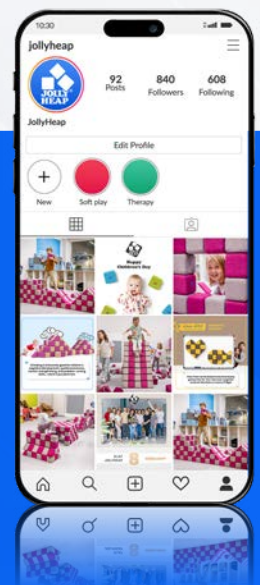 10:30
jollyheap
JOLLY
HEAP
92
Posts
840
Followers
608
Following
JollyHeap
Edit Profile
New
Soft play
Therapy
Happy
Children's Day
8